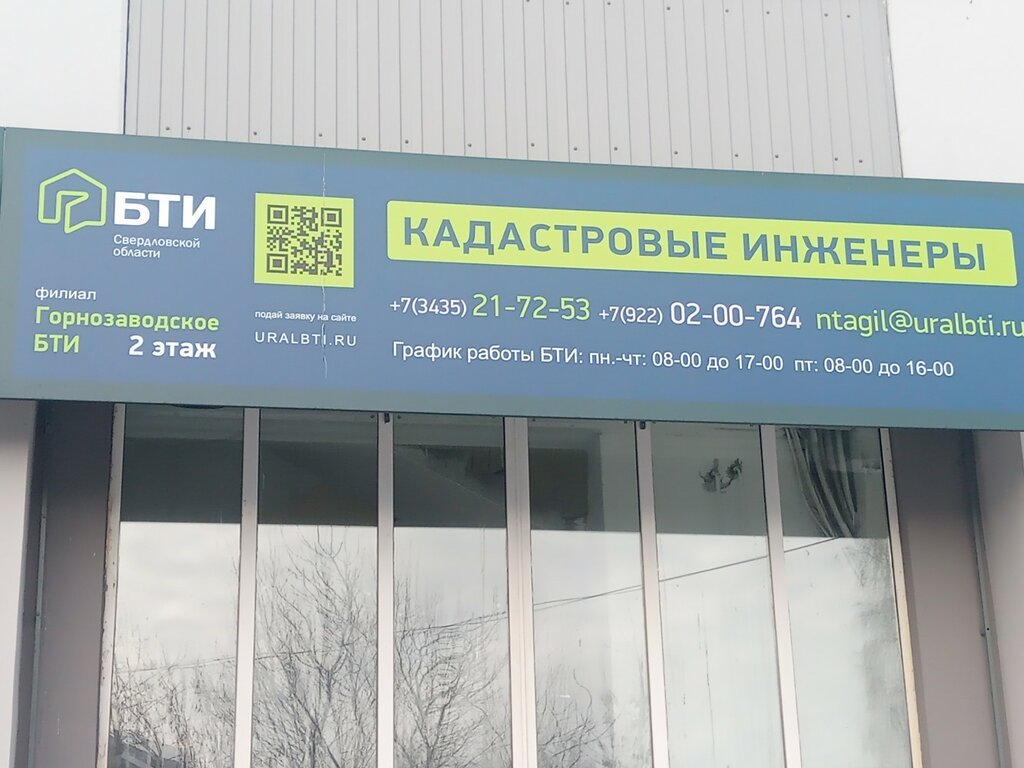 БТИ
Свердловской
области
филиал
Горнозаводское
БТИ 2 этаж
подай заявку на сайте
URALBTI.RU
КАДАСТРОВЫЕ ИНЖЕНЕРЫ
+7(3435) 21-72-53 +7(922) 02-00-764 ntagil@uralbti.ru
График работы БТИ: пн.-чт: 08-00 до 17-00 пт: 08-00 до 16-00